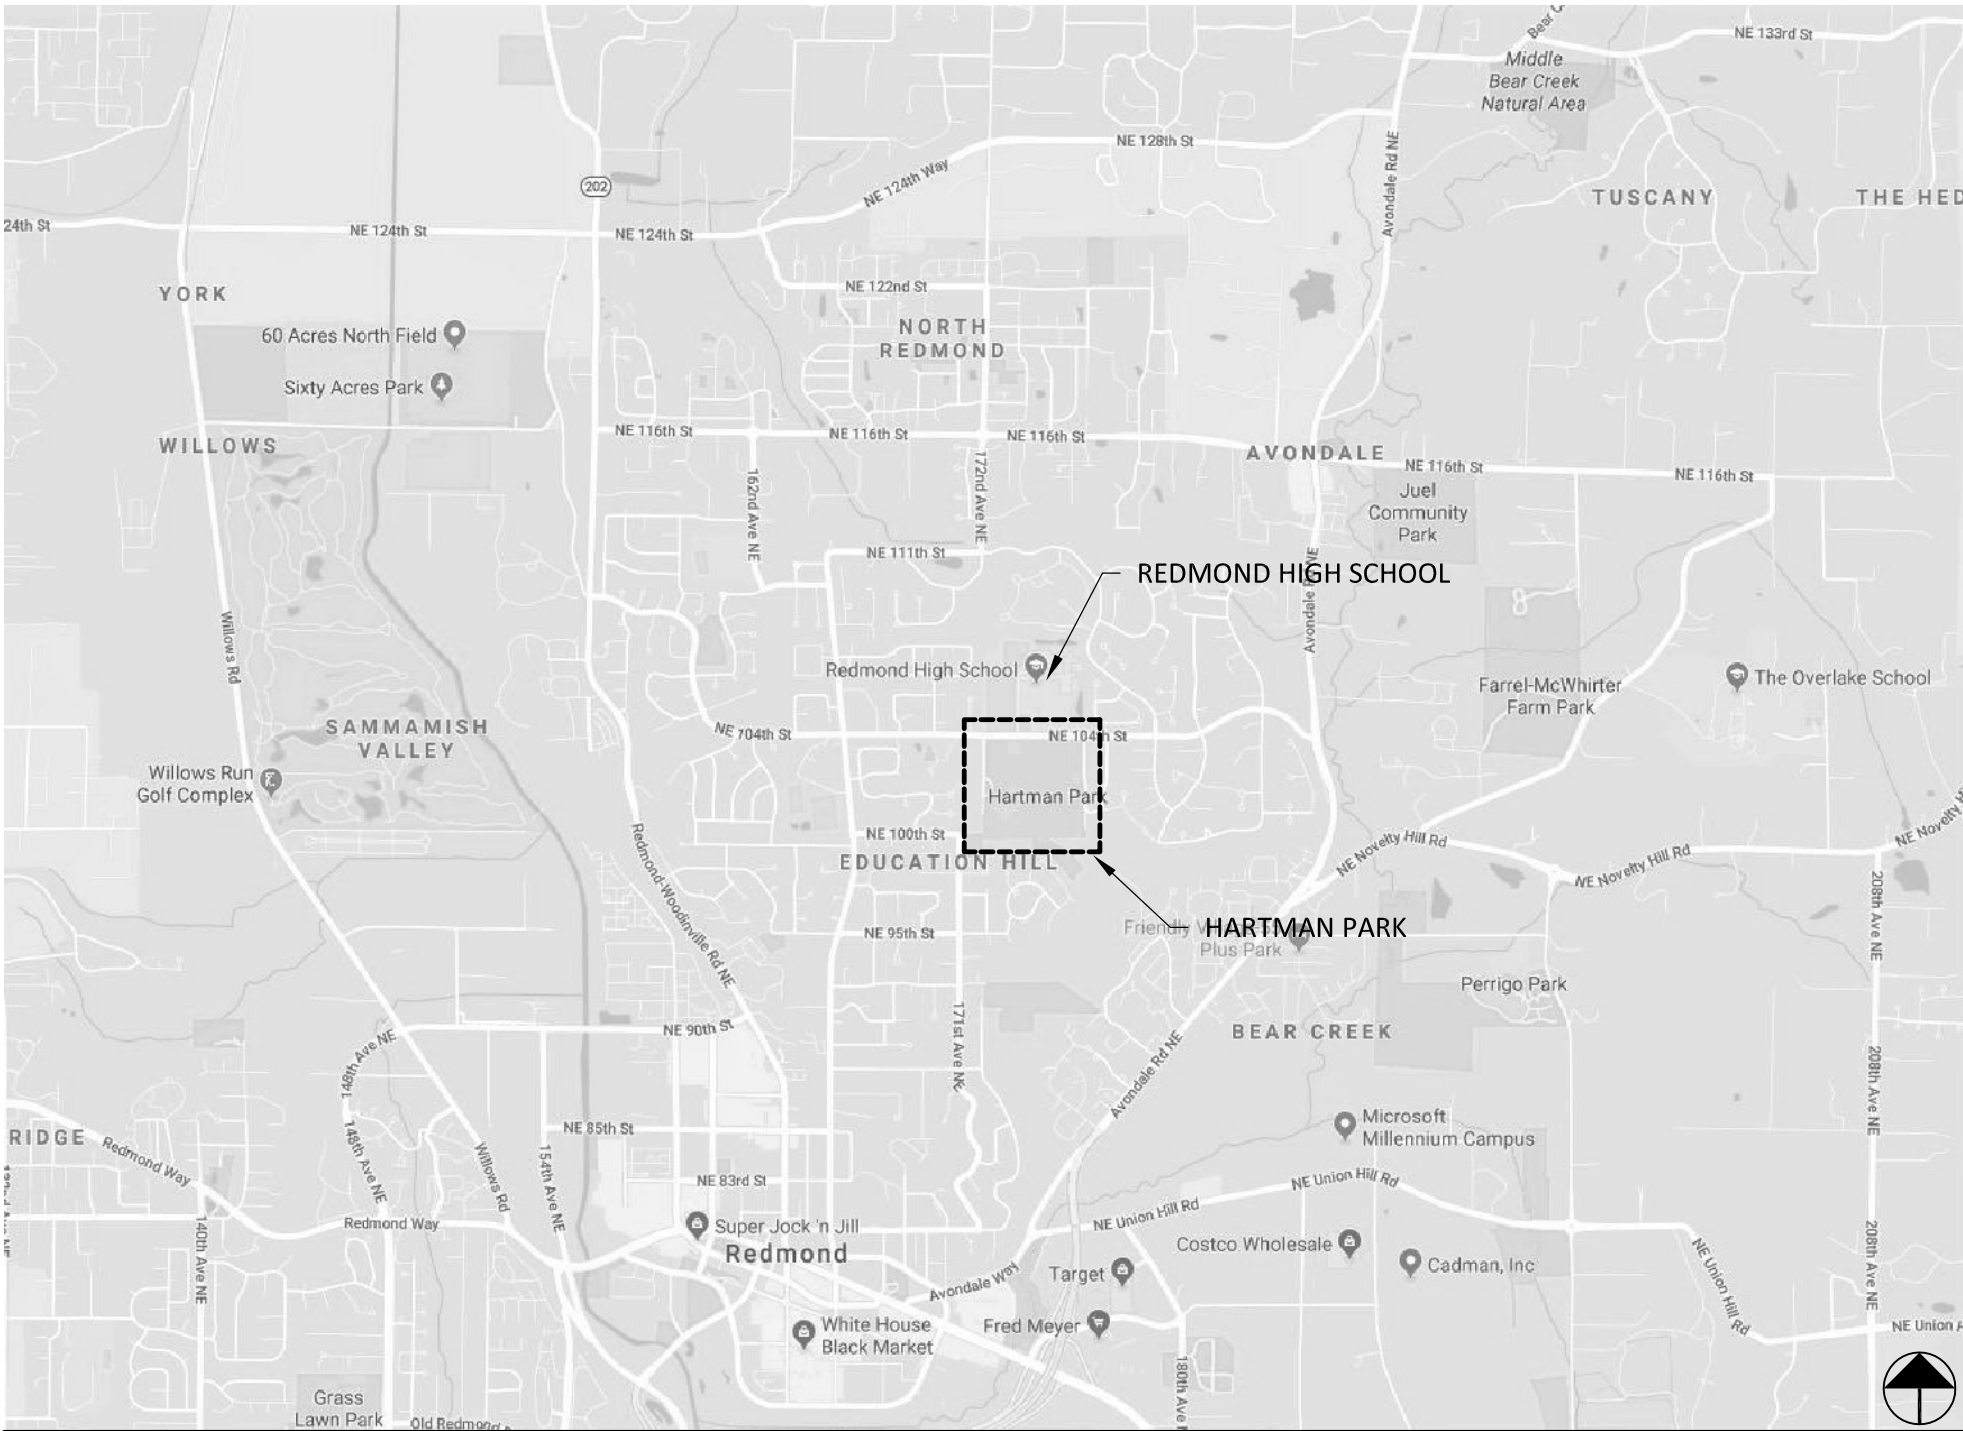 NE 133rd St
Middle
Bear Creek
Natural Area
NE 128th St
Avondale Rd NE
NE 124th Way
202
TUSCANY
THE HED
24th St
NE 124th St
NE 124th St
YORK
NE 122nd St
60 Acres North Field
NORTH
REDMOND
Sixty Acres Park
NE 116th St
NE 116th St
NE 116th St
WILLOWS
AVONDALE
NE 116th St
NE 116th St
162nd Ave NE
172nd Ave NE
Juel
Community
Park
NE 111th St
REDMOND HIGH SCHOOL
Willows Rd
Redmond High School
Farrel-McWhirter
Farm Park
The Overlake School
SAMMAMISH
VALLEY
NE 704th St
NE 104th St
Willows Run
Golf Complex
Hartman Park
NE 100th St
EDUCATION HILL
NE Novelty Hill Rd
NE Novelty Hill Rd
Redmond-Woodinville Rd NE
NE 95th St
Friendly
Plus Park
HARTMAN PARK
208th Ave NE
Perrigo Park
NE 90th St
171st Ave NE
BEAR CREEK
148th Ave NE
Avondale Rd NE
208th Ave NE
Microsoft
Millennium Campus
RIDGE
Redmond Way
148th Ave NE
NE 85th St
Willows Rd
154th Ave NE
NE 83rd St
NE Union Hill Rd
NE Union Hill Rd
140th Ave NE
Redmond Way
Super Jock 'n Jill
Redmond
Costco Wholesale
Cadman, Inc
Target
Avondale Way
NE Union Hill Rd
208th Ave NE
White House
Black Market
Fred Meyer
NE Union
180th Ave
Grass
Lawn Park
Old Redmond